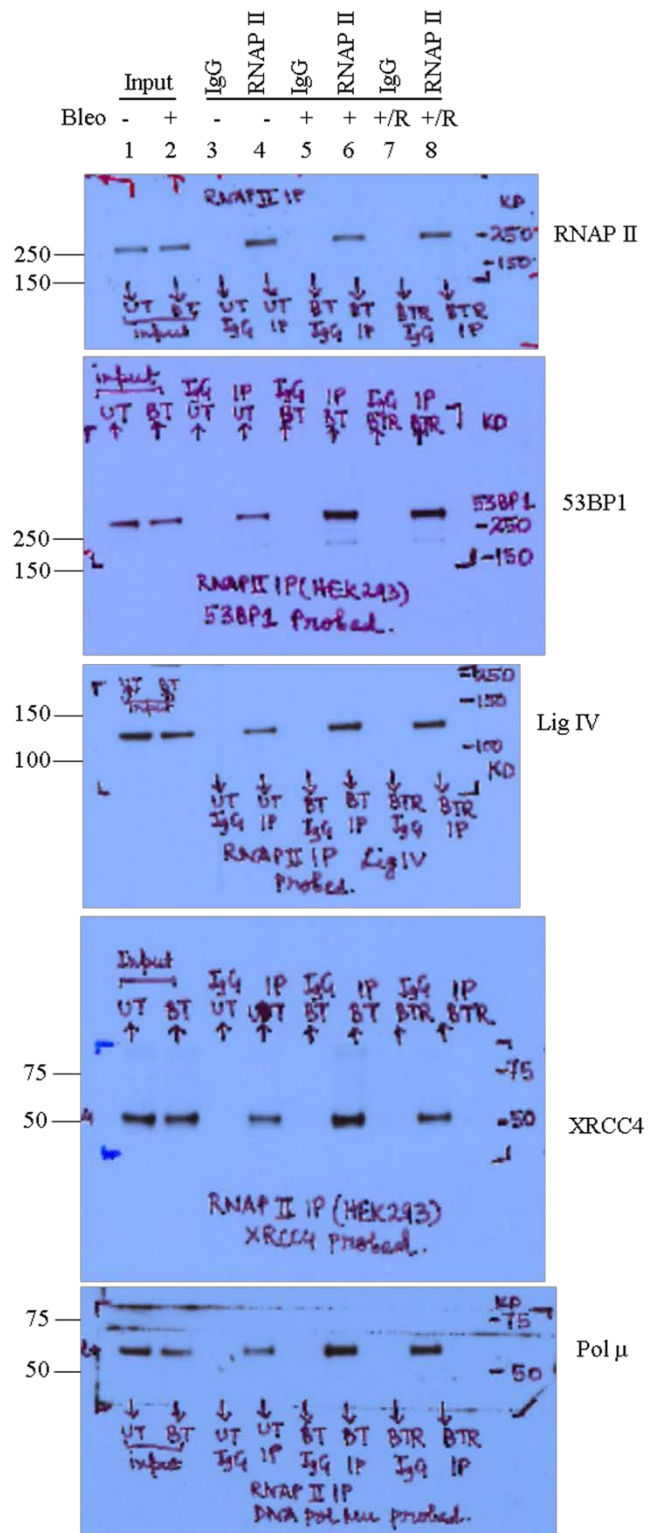 Input IgG RNAP II IgG RNAP II IgG RNAP II
Bleo - + - - + + +/R +/R
1 2 3 4 5 6 7 8
RNAP II IP KD
250 -250 RNAP II
150 -150
UT BT UT UT BT BT BTR BTR
input IgG IP IgG IP IgG IP
input IgG IP IgG IP IgG IP
UT BT UT UT BT BT BTR BTR KD
53BP1 53BP1
250 -250
150 -150
RNAPII IP (HEK293)
53BP1 Probed.
UT BT -250
input -150
150 Lig IV
100 -100
KD
UT UT BT BT BTR BTR
IgG IP IgG IP IgG IP
RNAP II IP Lig IV
Probed.
Input IgG IP IgG IP IgG IP
UT BT UT UT BT BT BTR BTR
75 -75
50 -50 XRCC4
RNAP II IP (HEK293)
XRCC4 Probed.
KD
75 -75 Pol μ
50 -50
UT BT UT UT BT BT BTR BTR
input IgG IP IgG IP IgG IP
RNAP II IP
DNA pol Mu probed.